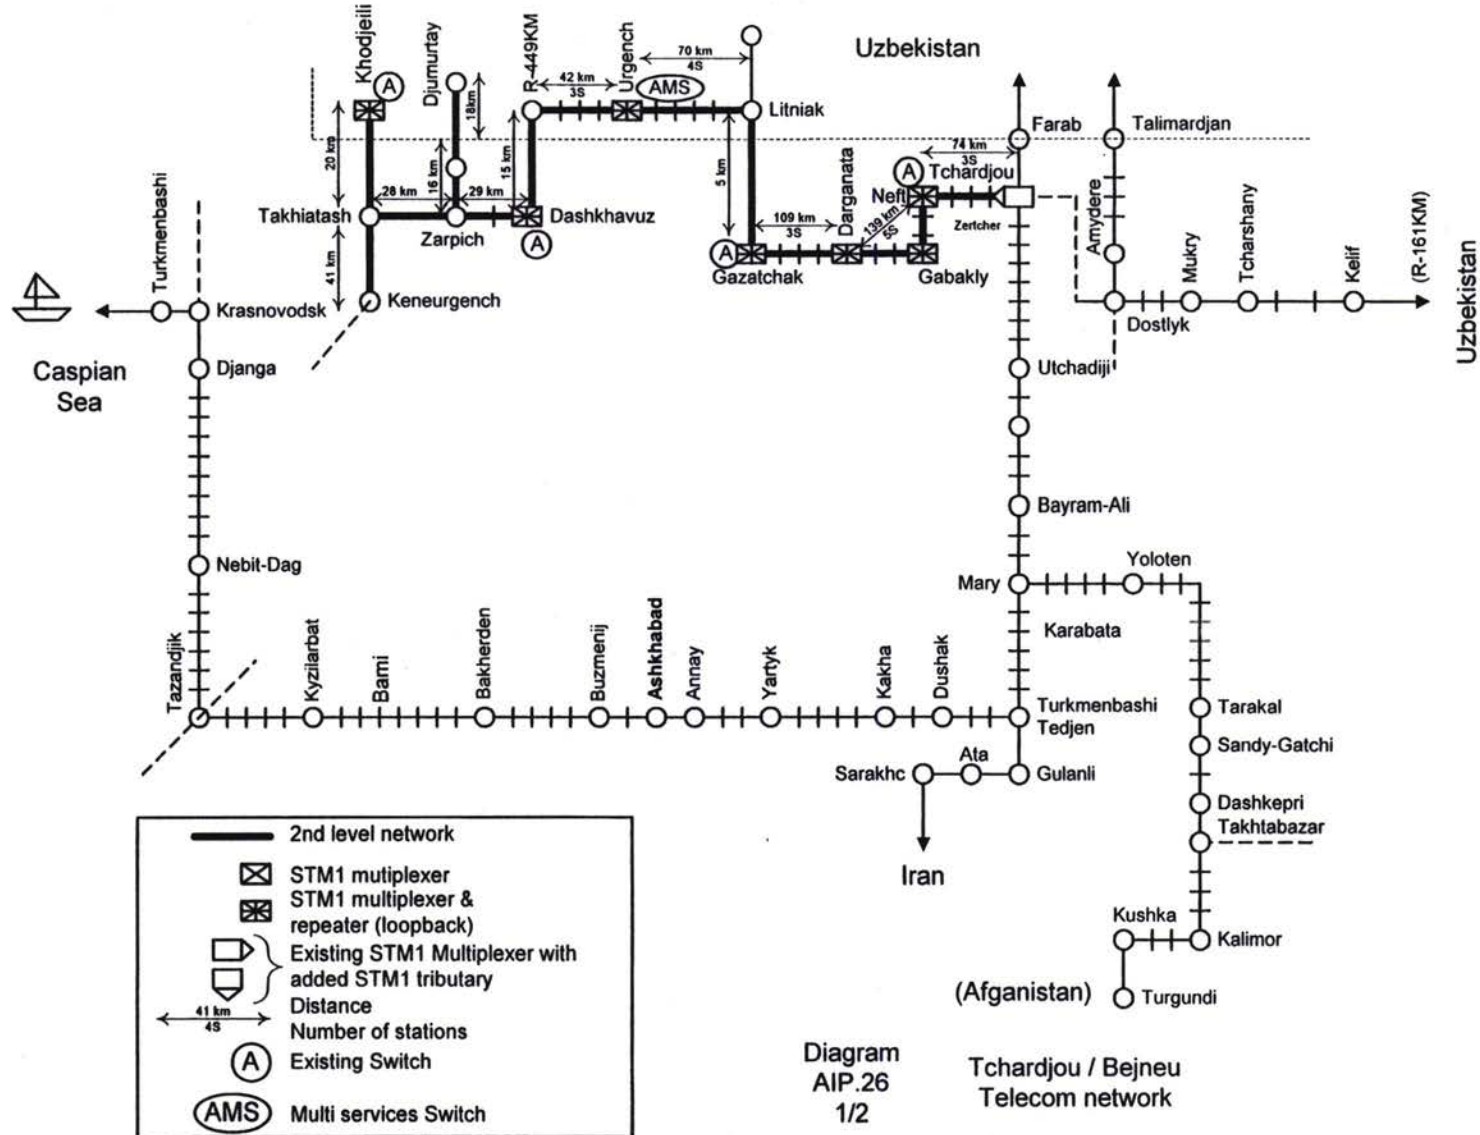 Khodjeili
A
Djumurtay
R-449KM
Urgench
70 km
4S
42 km
3S
AMS
Uzbekistan
18km
20 km
Litniak
Farab
Talimardjan
16 km
15 km
5 km
74 km
3S
A
Tchardjou
Neft
28 km
29 km
Takhiatash
Zarpich
Dashkhavuz
A
109 km
3S
Darganata
139 km
5S
Zertcher
A
Gazatchak
Gabakly
Amydere
Mukry
Tcharshany
Kelif
(R-161KM)
Uzbekistan
Turkmenbashi
41 km
Keneurgench
Krasnovodsk
Dostlyk
Caspian
Sea
Djanga
Utchadiji
Bayram-Ali
Nebit-Dag
Mary
Yoloten
Karabata
Tazandjik
Kyzilarbat
Bami
Bakherden
Buzmenij
Ashkhabad
Annay
Yartyk
Kakha
Dushak
Turkmenbashi
Tedjen
Tarakal
Sandy-Gatchi
Sarakhc
Ata
Gulanli
Dashkepri
Takhtabazar
Iran
Kushka
Kalimor
(Afganistan)
Turgundi
2nd level network
STM1 mutiplexer
STM1 multiplexer &
repeater (loopback)
Existing STM1 Multiplexer with
added STM1 tributary
41 km
4S
Distance
Number of stations
A
Existing Switch
AMS
Multi services Switch
Diagram
AIP.26
1/2
Tchardjou / Bejneu
Telecom network